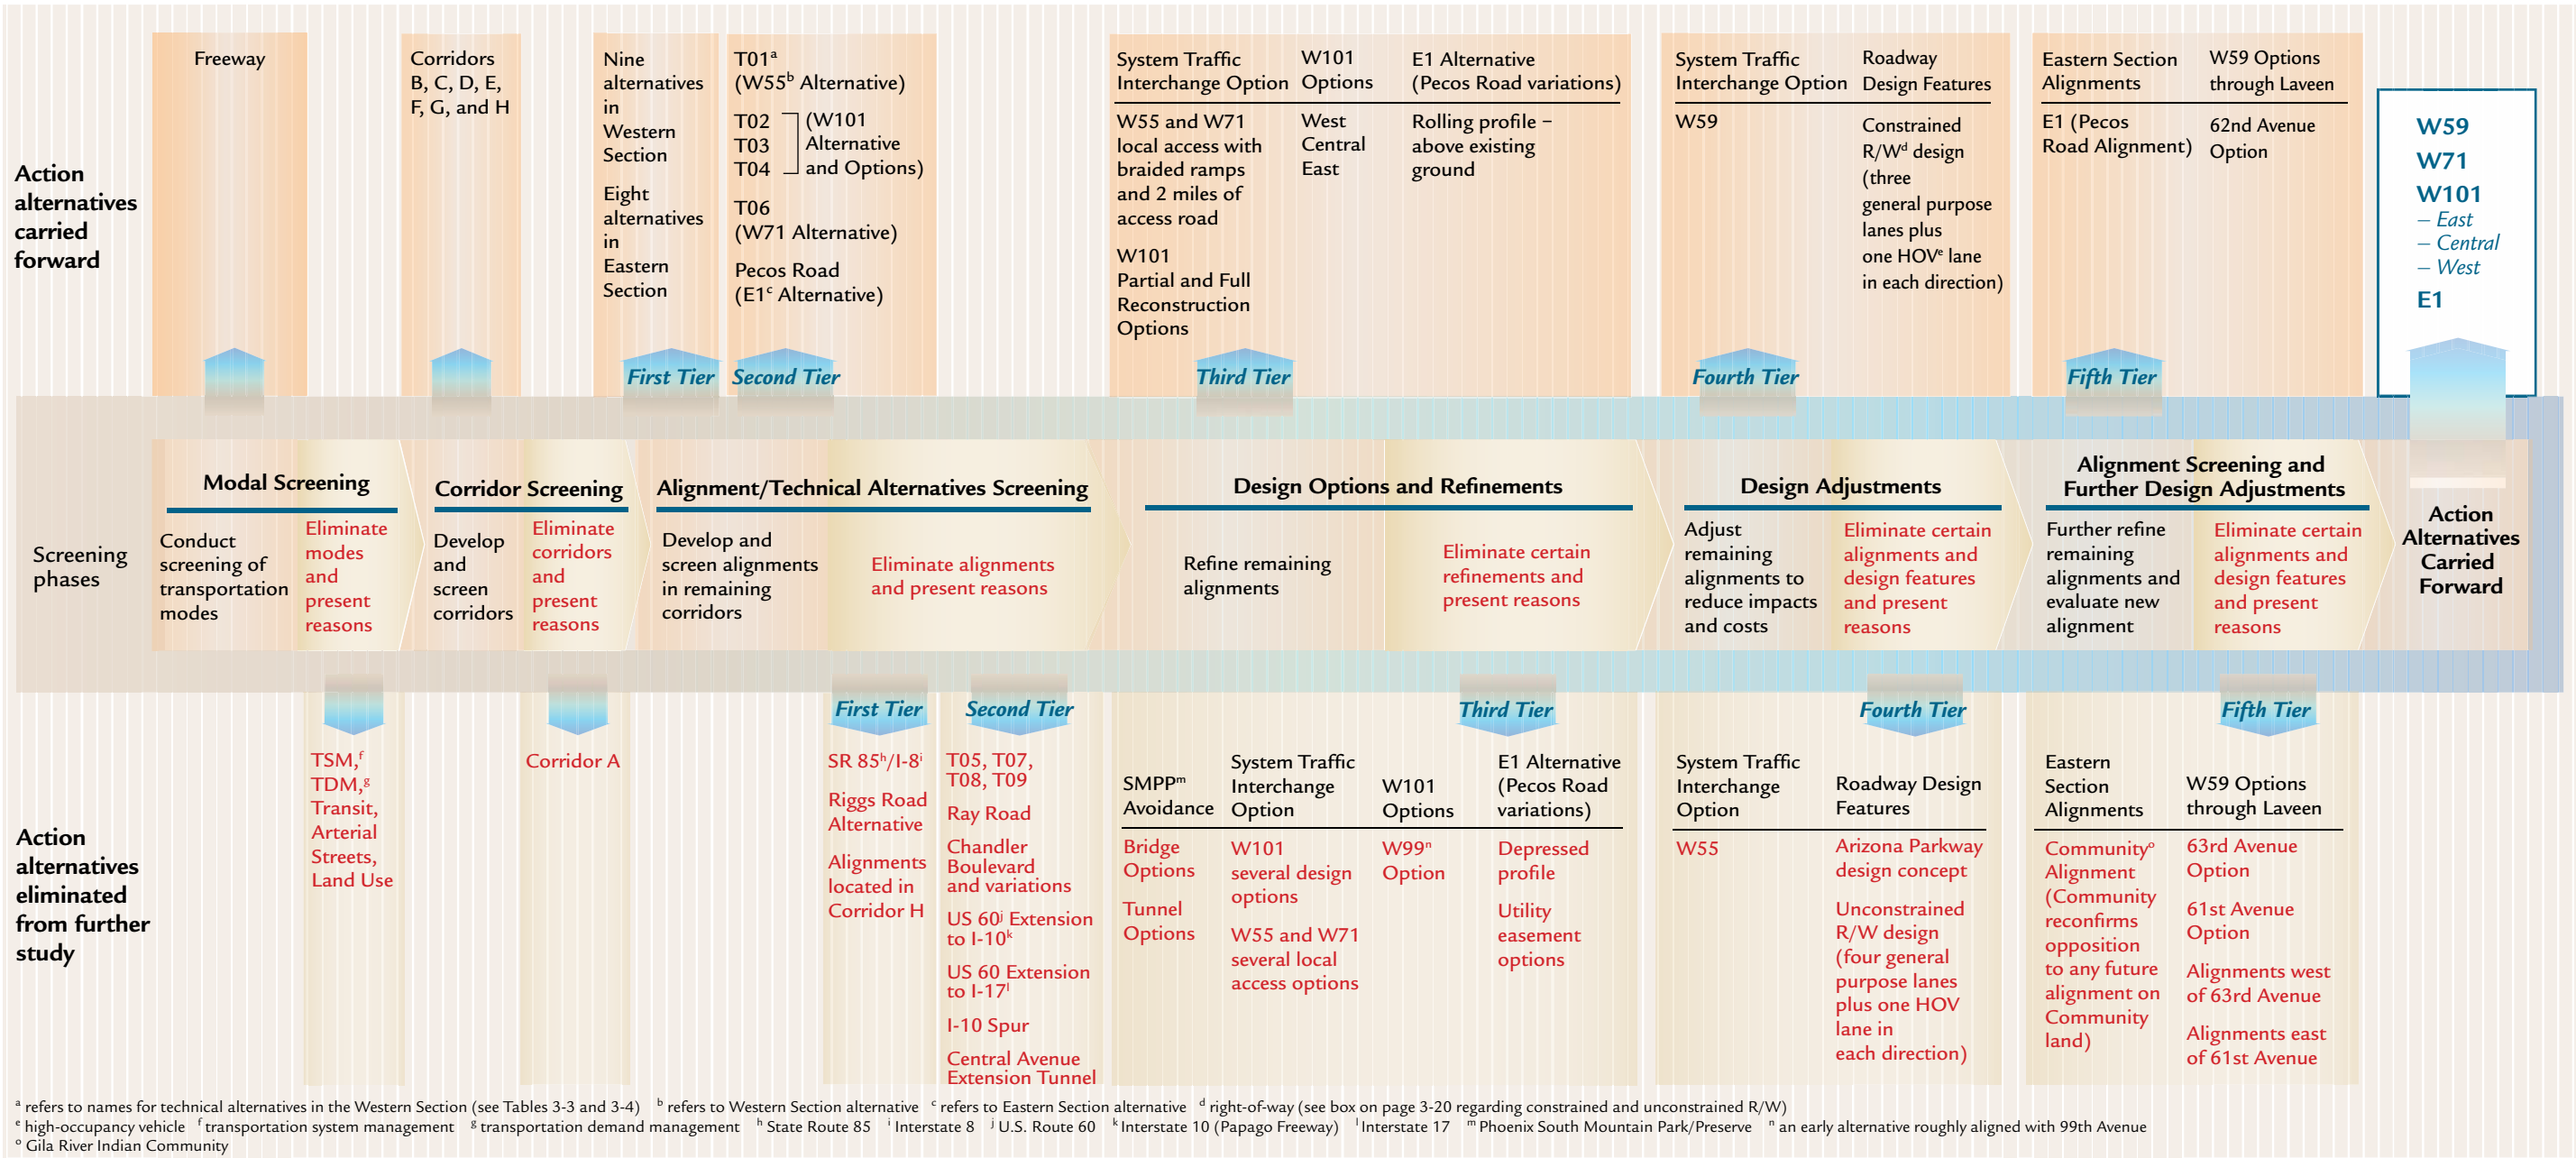 Action
alternatives
carried
forward
Freeway
Corridors
B, C, D, E,
F, G, and H
Nine
alternatives
in
Western
Section
Eight
alternatives
in
Eastern
Section
T01ᵃ
(W55ᵇ Alternative)
T02
T03
T04
(W101
Alternative
and Options)
T06
(W71 Alternative)
Pecos Road
(E1ᶜ Alternative)
System Traffic
Interchange Option
W55 and W71
local access with
braided ramps
and 2 miles of
access road
W101
Partial and Full
Reconstruction
Options
W101
Options
West
Central
East
E1 Alternative
(Pecos Road variations)
Rolling profile –
above existing
ground
System Traffic
Interchange Option
W59
Roadway
Design Features
Constrained
R/Wᵈ design
(three
general purpose
lanes plus
one HOVᵉ lane
in each direction)
Eastern Section
Alignments
E1 (Pecos
Road Alignment)
W59 Options
through Laveen
62nd Avenue
Option
W59
W71
W101
– East
– Central
– West
E1
First Tier
Second Tier
Third Tier
Fourth Tier
Fifth Tier
Screening
phases
Modal Screening
Conduct
screening of
transportation
modes
Eliminate
modes
and
present
reasons
Corridor Screening
Develop
and
screen
corridors
Eliminate
corridors
and
present
reasons
Alignment/Technical Alternatives Screening
Develop and
screen alignments
in remaining
corridors
Eliminate alignments
and present reasons
Design Options and Refinements
Refine remaining
alignments
Eliminate certain
refinements and
present reasons
Design Adjustments
Adjust
remaining
alignments to
reduce impacts
and costs
Eliminate certain
alignments and
design features
and present
reasons
Alignment Screening and
Further Design Adjustments
Further refine
remaining
alignments and
evaluate new
alignment
Eliminate certain
alignments and
design features
and present
reasons
Action
Alternatives
Carried
Forward
First Tier
Second Tier
Third Tier
Fourth Tier
Fifth Tier
Action
alternatives
eliminated
from further
study
TSM,ᶠ
TDM,ᵍ
Transit,
Arterial
Streets,
Land Use
Corridor A
SR 85ʰ/I-8ⁱ
Riggs Road
Alternative
Alignments
located in
Corridor H
T05, T07,
T08, T09
Ray Road
Chandler
Boulevard
and variations
US 60ʲ Extension
to I-10ᵏ
US 60 Extension
to I-17ˡ
I-10 Spur
Central Avenue
Extension Tunnel
SMPPᵐ
Avoidance
Bridge
Options
Tunnel
Options
System Traffic
Interchange
Option
W101
several design
options
W55 and W71
several local
access options
W101
Options
W99ⁿ
Option
E1 Alternative
(Pecos Road
variations)
Depressed
profile
Utility
easement
options
System Traffic
Interchange
Option
W55
Roadway Design
Features
Arizona Parkway
design concept
Unconstrained
R/W design
(four general
purpose lanes
plus one HOV
lane in
each direction)
Eastern
Section
Alignments
Communityᵒ
Alignment
(Community
reconfirms
opposition
to any future
alignment on
Community
land)
W59 Options
through Laveen
63rd Avenue
Option
61st Avenue
Option
Alignments west
of 63rd Avenue
Alignments east
of 61st Avenue
ᵃ refers to names for technical alternatives in the Western Section (see Tables 3-3 and 3-4) ᵇ refers to Western Section alternative ᶜ refers to Eastern Section alternative ᵈ right-of-way (see box on page 3-20 regarding constrained and unconstrained R/W)
ᵉ high-occupancy vehicle ᶠ transportation system management ᵍ transportation demand management ʰ State Route 85 ⁱ Interstate 8 ʲ U.S. Route 60 ᵏ Interstate 10 (Papago Freeway) ˡ Interstate 17 ᵐ Phoenix South Mountain Park/Preserve ⁿ an early alternative roughly aligned with 99th Avenue
ᵒ Gila River Indian Community